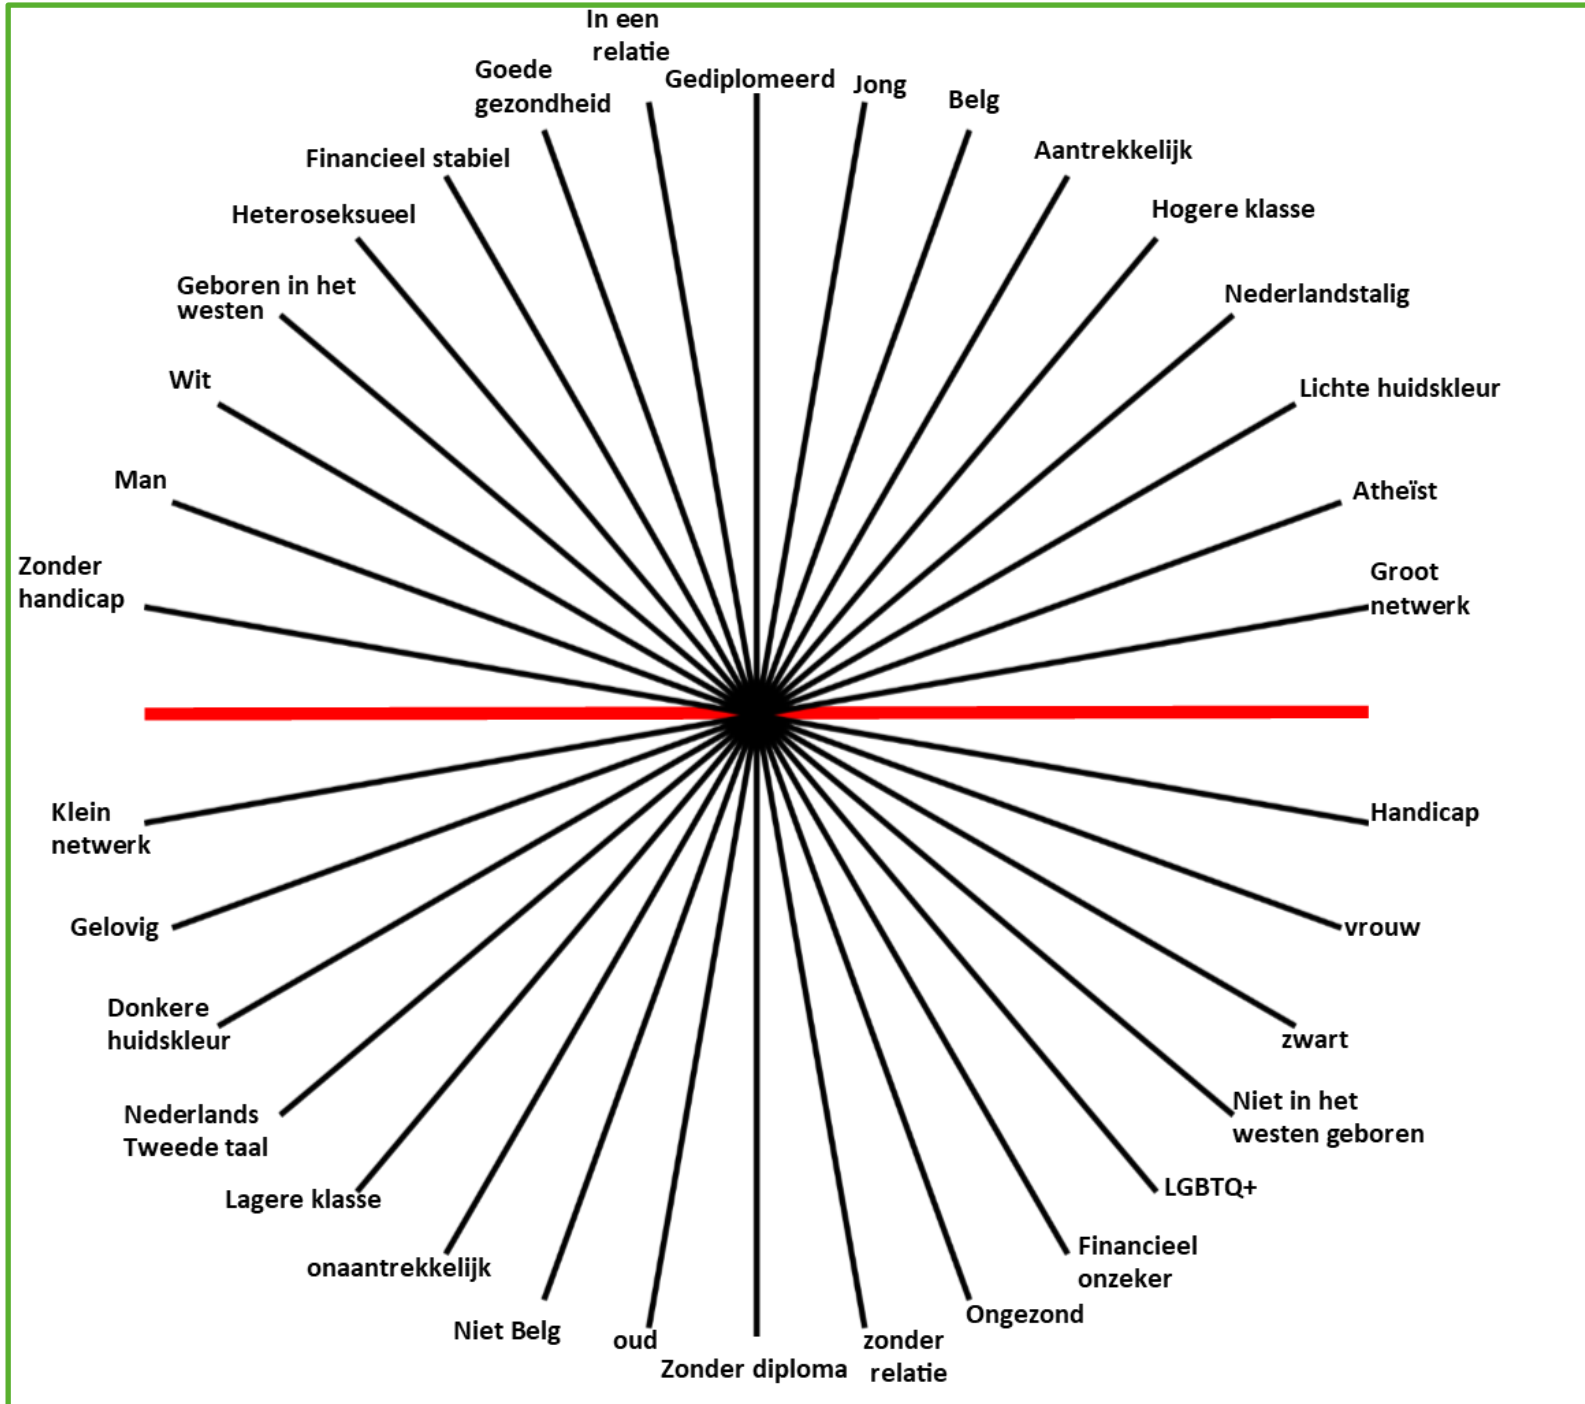 In een
relatie
Gediplomeerd
Jong
Belg
Goede
gezondheid
Aantrekkelijk
Financieel stabiel
Hogere klasse
Heteroseksueel
Geboren in het
westen
Nederlandstalig
Wit
Lichte huidskleur
Man
Atheïst
Zonder
handicap
Groot
netwerk
Klein
netwerk
Handicap
Gelovig
vrouw
Donkere
huidskleur
zwart
Nederlands
Tweede taal
Niet in het
westen geboren
Lagere klasse
LGBTQ+
onaantrekkelijk
Financieel
onzeker
Niet Belg
Ongezond
oud
zonder
relatie
Zonder diploma